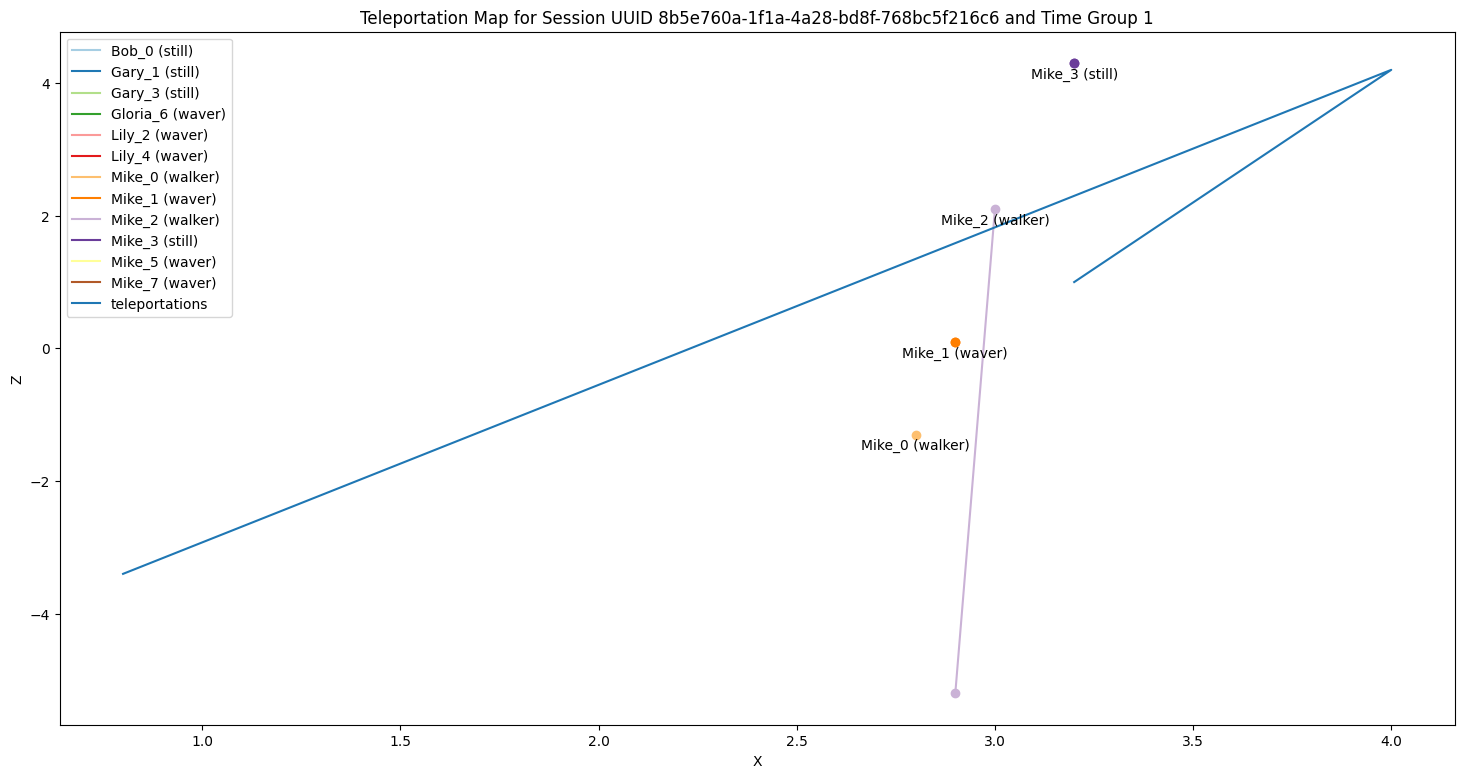 Teleportation Map for Session UUID 8b5e760a-1f1a-4a28-bd8f-768bc5f216c6 and Time Group 1
Bob_0 (still)
Gary_1 (still)
Gary_3 (still)
Gloria_6 (waver)
Lily_2 (waver)
Lily_4 (waver)
Mike_0 (walker)
Mike_1 (waver)
Mike_2 (walker)
Mike_3 (still)
Mike_5 (waver)
Mike_7 (waver)
teleportations
Mike_3 (still)
Mike_2 (walker)
Mike_1 (waver)
Mike_0 (walker)
4
2
0
−2
−4
Z
1.0 1.5 2.0 2.5 3.0 3.5 4.0
X